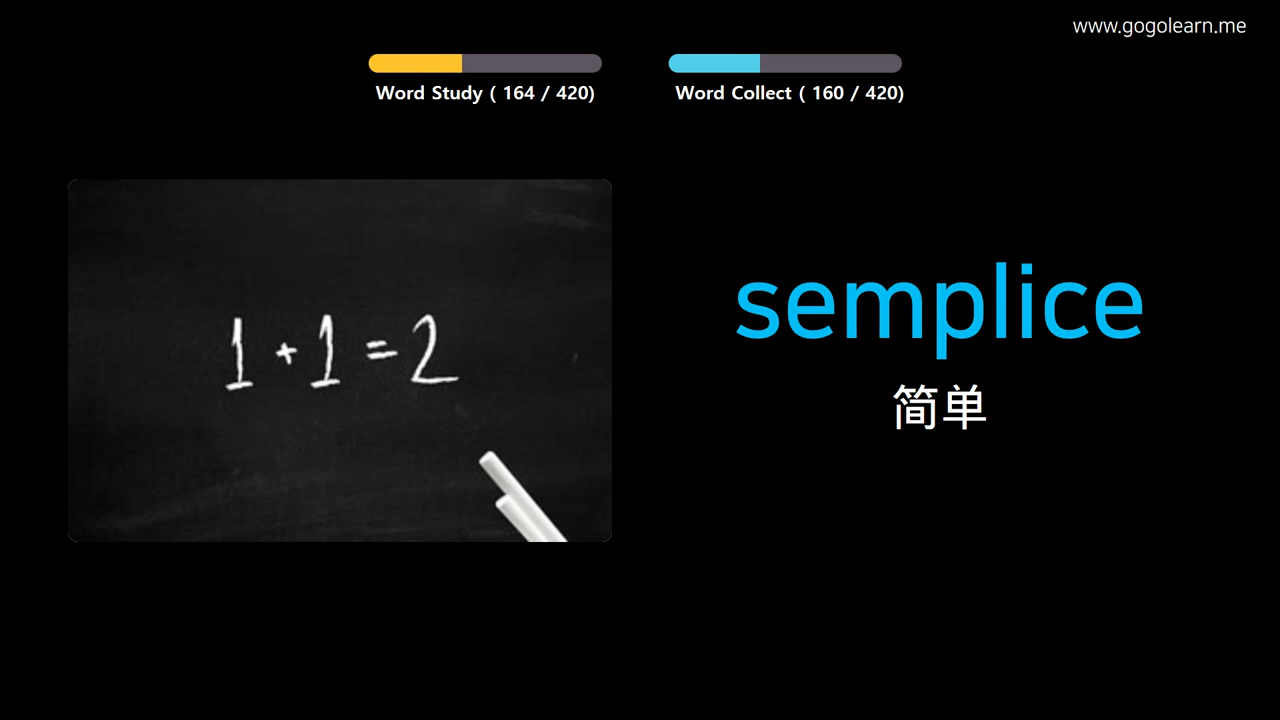 www.gogolearn.me
Word Study ( 164 / 420)
Word Collect ( 160 / 420)
1 + 1 = 2
semplice
简单